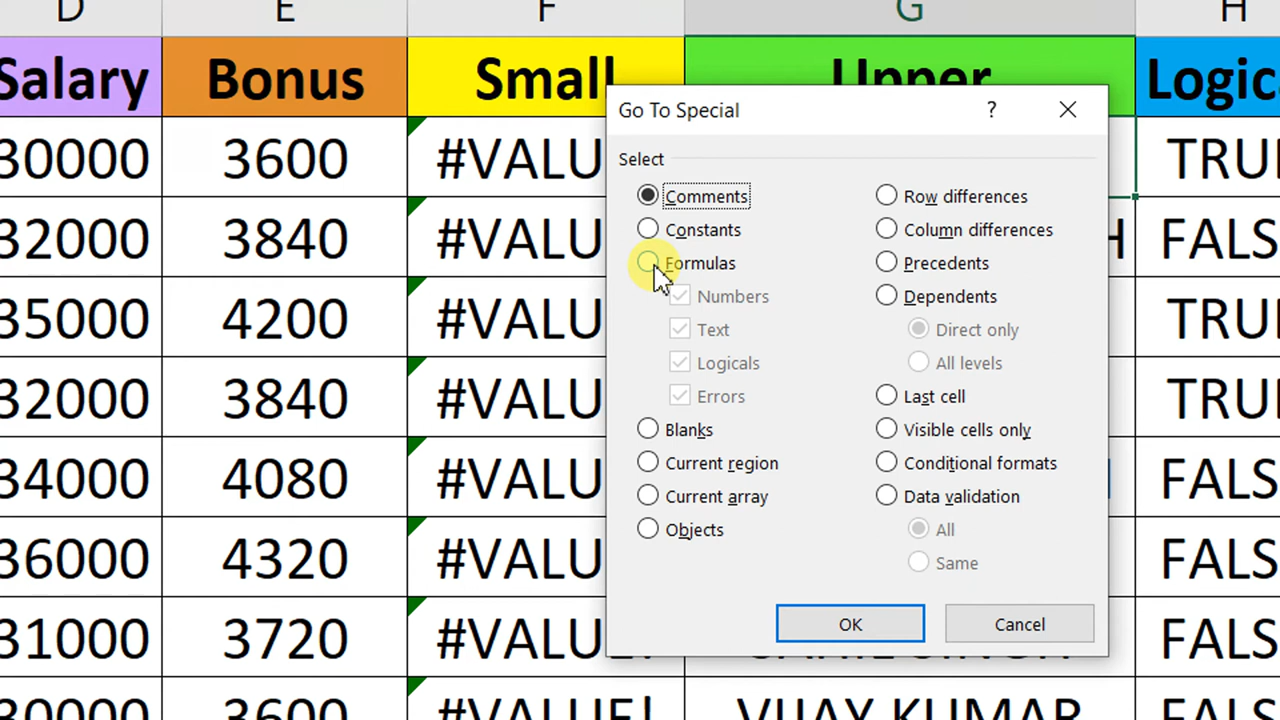 D E F G H
Salary Bonus Small Upper Logic
30000 3600 #VALU TRU
32000 3840 #VALU H FALS
35000 4200 #VALU TRU
32000 3840 #VALU TRU
34000 4080 #VALU FALS
36000 4320 #VALU FALS
31000 3720 FALS
30000 3600 #VALUE! VIJAY KUMAR FALS
Go To Special ?
Select
Comments Row differences
Constants Column differences
Formulas Precedents
Numbers Dependents
Text Direct only
Logicals All levels
Errors Last cell
Blanks Visible cells only
Current region Conditional formats
Current array Data validation
Objects All
Same
OK Cancel